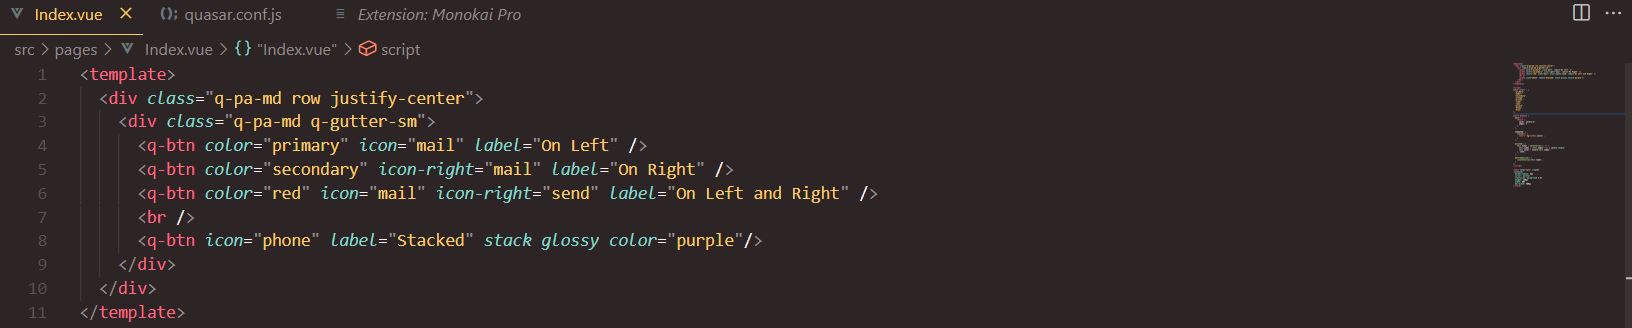 Index.vue quasar.conf.js Extension: Monokai Pro
src > pages > Index.vue > {} "Index.vue" > script
1 <template>
2 <div class="q-pa-md row justify-center">
3 <div class="q-pa-md q-gutter-sm">
4 <q-btn color="primary" icon="mail" label="On Left" />
5 <q-btn color="secondary" icon-right="mail" label="On Right" />
6 <q-btn color="red" icon="mail" icon-right="send" label="On Left and Right" />
7 <br />
8 <q-btn icon="phone" label="Stacked" stack glossy color="purple"/>
9 </div>
10 </div>
11 </template>